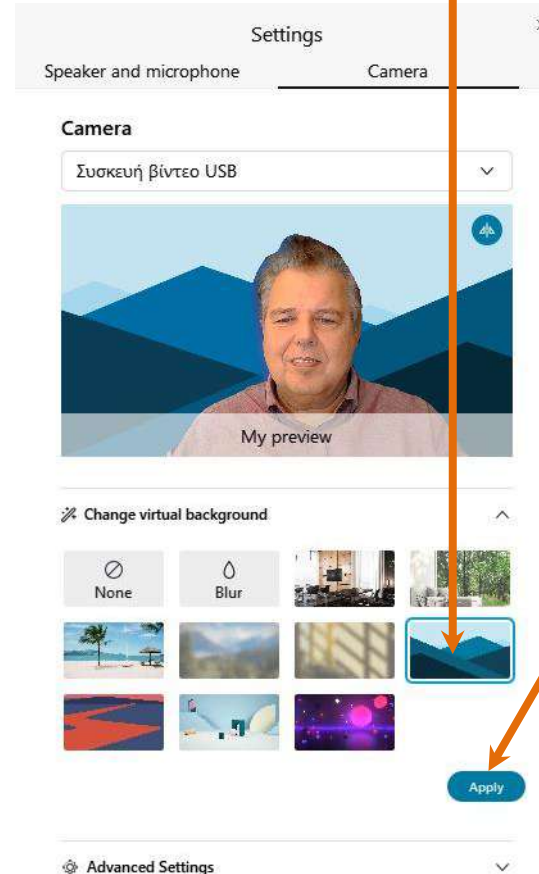 Settings
Speaker and microphone Camera
Camera
Συσκευή βίντεο USB
My preview
Change virtual background
None Blur
Apply
Advanced Settings